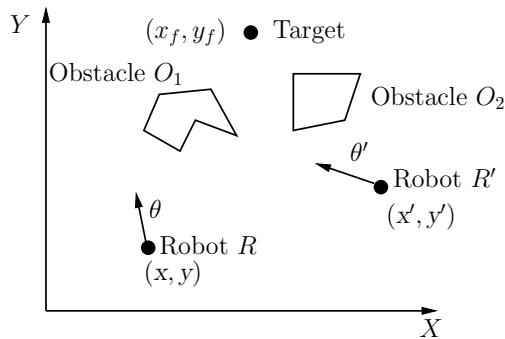 Y
(x_f, y_f) Target
Obstacle O_1
Obstacle O_2
θ'
Robot R'
(x', y')
θ
Robot R
(x, y)
X